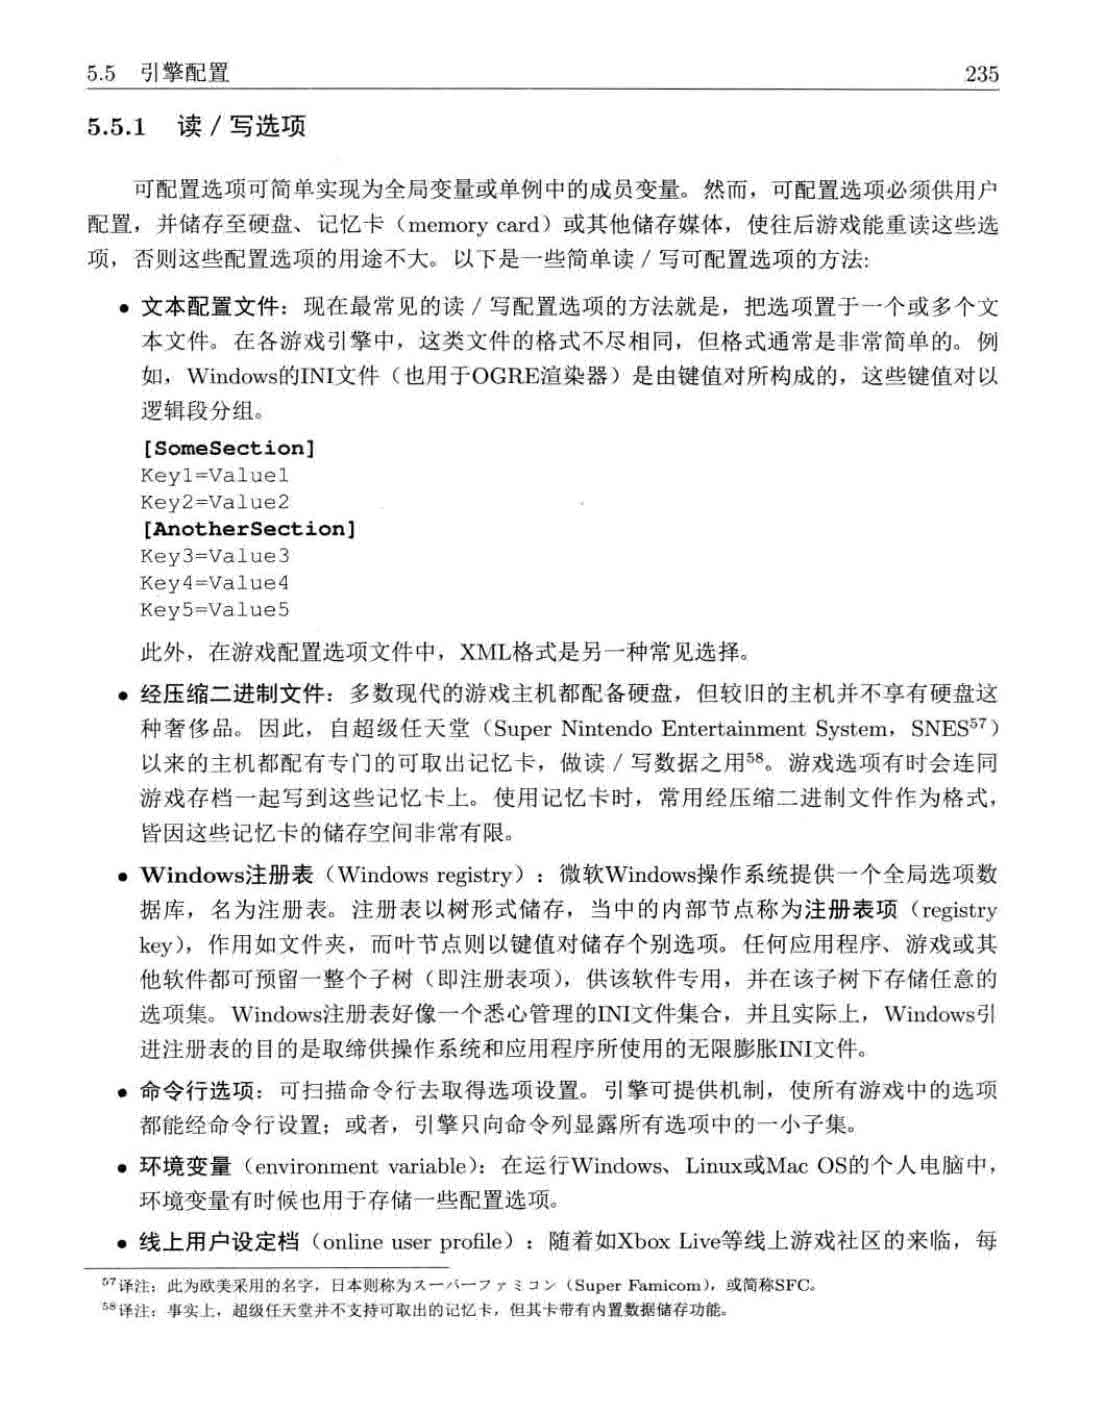 5.5 引擎配置 235
5.5.1 读 / 写选项
可配置选项可简单实现为全局变量或单例中的成员变量。然而，可配置选项必须供用户
配置，并储存至硬盘、记忆卡（memory card）或其他储存媒体，使往后游戏能重读这些选
项，否则这些配置选项的用途不大。以下是一些简单读 / 写可配置选项的方法:
• 文本配置文件：现在最常见的读 / 写配置选项的方法就是，把选项置于一个或多个文
本文件。在各游戏引擎中，这类文件的格式不尽相同，但格式通常是非常简单的。例
如，Windows的INI文件（也用于OGRE渲染器）是由键值对所构成的，这些键值对以
逻辑段分组。
[SomeSection]
Key1=Value1
Key2=Value2
[AnotherSection]
Key3=Value3
Key4=Value4
Key5=Value5
此外，在游戏配置选项文件中，XML格式是另一种常见选择。
• 经压缩二进制文件：多数现代的游戏主机都配备硬盘，但较旧的主机并不享有硬盘这
种奢侈品。因此，自超级任天堂（Super Nintendo Entertainment System，SNES57）
以来的主机都配有专门的可取出记忆卡，做读 / 写数据之用58。游戏选项有时会连同
游戏存档一起写到这些记忆卡上。使用记忆卡时，常用经压缩二进制文件作为格式，
皆因这些记忆卡的储存空间非常有限。
• Windows注册表（Windows registry）：微软Windows操作系统提供一个全局选项数
据库，名为注册表。注册表以树形式储存，当中的内部节点称为注册表项（registry
key），作用如文件夹，而叶节点则以键值对储存个别选项。任何应用程序、游戏或其
他软件都可预留一整个子树（即注册表项），供该软件专用，并在该子树下存储任意的
选项集。Windows注册表好像一个悉心管理的INI文件集合，并且实际上，Windows引
进注册表的目的是取缔供操作系统和应用程序所使用的无限膨胀INI文件。
• 命令行选项：可扫描命令行去取得选项设置。引擎可提供机制，使所有游戏中的选项
都能经命令行设置；或者，引擎只向命令列显露所有选项中的一小子集。
• 环境变量（environment variable）：在运行Windows、Linux或Mac OS的个人电脑中，
环境变量有时候也用于存储一些配置选项。
• 线上用户设定档（online user profile）：随着如Xbox Live等线上游戏社区的来临，每
57译注：此为欧美采用的名字，日本则称为スーパーファミコン（Super Famicom），或简称SFC。
58译注：事实上，超级任天堂并不支持可取出的记忆卡，但其卡带有内置数据储存功能。